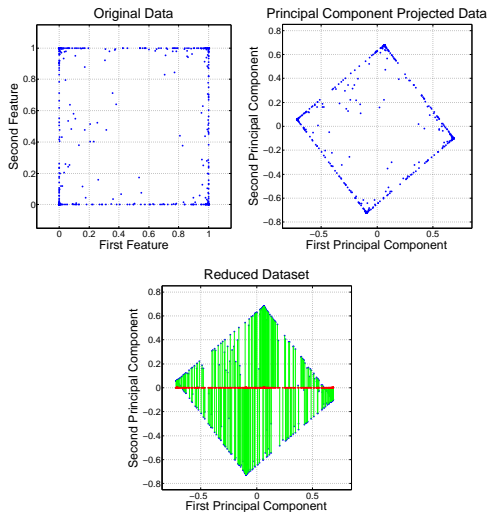 Original Data
Second Feature
1
0.8
0.6
0.4
0.2
0
0 0.2 0.4 0.6 0.8 1
First Feature
Principal Component Projected Data
Second Principal Component
0.8
0.6
0.4
0.2
0
−0.2
−0.4
−0.6
−0.8
−0.5 0 0.5
First Principal Component
Reduced Dataset
Second Principal Component
0.8
0.6
0.4
0.2
0
−0.2
−0.4
−0.6
−0.8
−0.5 0 0.5
First Principal Component